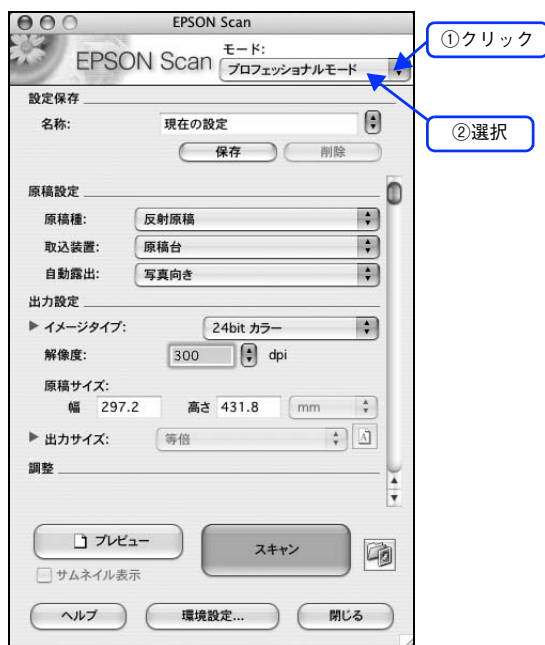 EPSON Scan
EPSON Scan
モード:
プロフェッショナルモード
①クリック
②選択
設定保存
名称: 現在の設定
保存 削除
原稿設定
原稿種: 反射原稿
取込装置: 原稿台
自動露出: 写真向き
出力設定
イメージタイプ: 24bit カラー
解像度: 300 dpi
原稿サイズ:
幅 297.2 高さ 431.8 mm
出力サイズ: 等倍
調整
プレビュー
スキャン
サムネイル表示
ヘルプ 環境設定... 閉じる